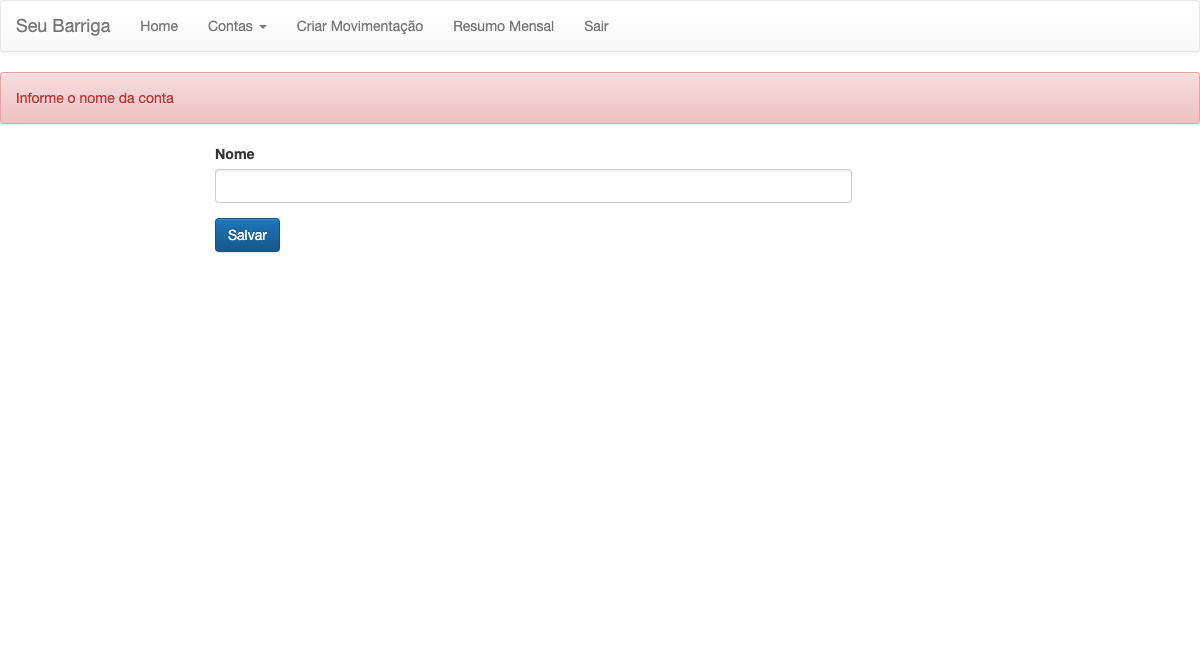 Seu Barriga Home Contas Criar Movimentação Resumo Mensal Sair
Informe o nome da conta
Nome
Salvar